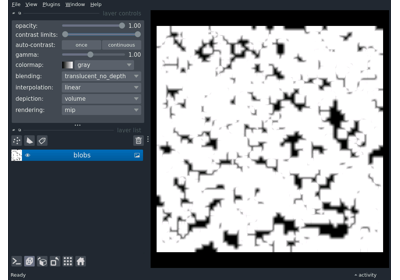 File View Plugins Window Help
layer controls
opacity: 1.00
contrast limits:
auto-contrast: once continuous
gamma: 1.00
colormap: gray
blending: translucent_no_depth
interpolation: linear
depiction: volume
rendering: mip
layer list
blobs
Ready
activity